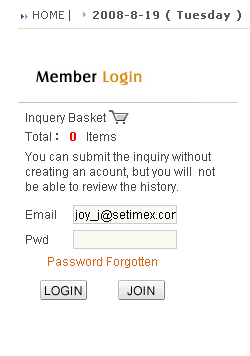 HOME | 2008-8-19 ( Tuesday )
Member Login
Inquery Basket
Total : 0 Items
You can submit the inquiry without
creating an acount, but you will not
be able to review the history.
Email joy_j@setimex.com
Pwd
Password Forgotten
LOGIN JOIN